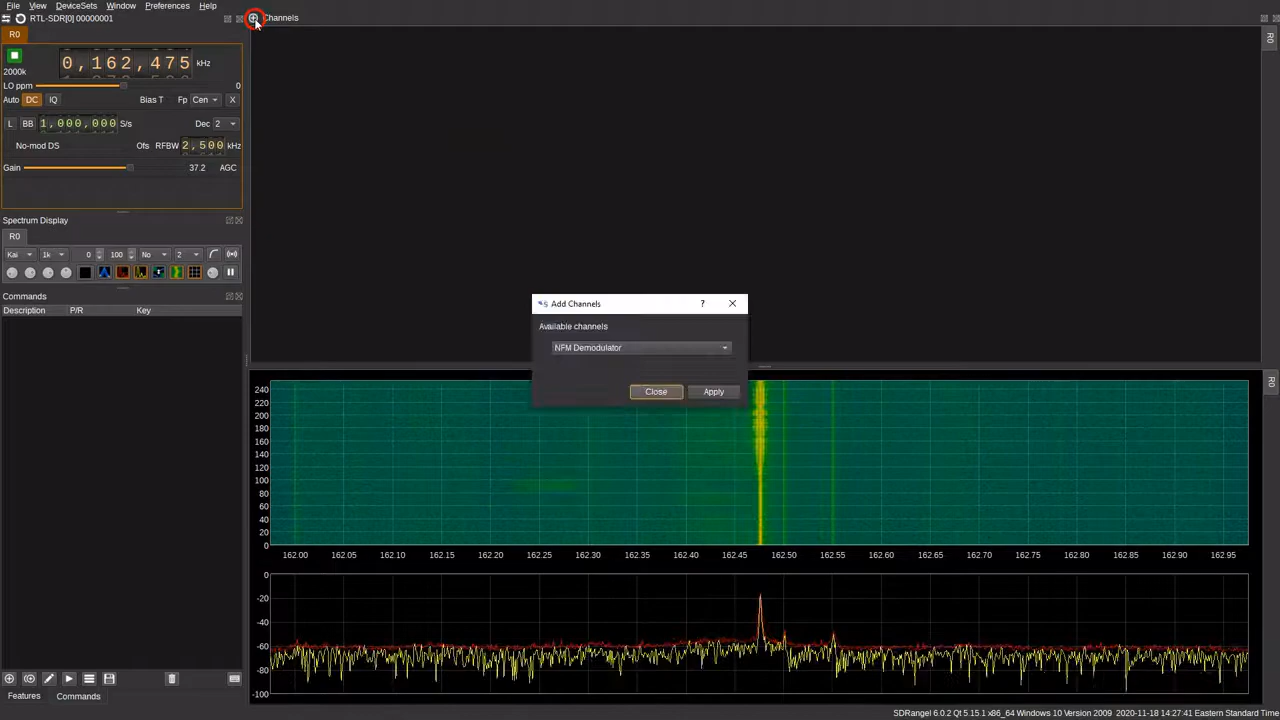 File View DeviceSets Window Preferences Help
RTL-SDR[0] 00000001
Channels
R0
R0
0,162,475 kHz
2000k
LO ppm 0
Auto DC IQ Bias T Fp Cen X
L BB 1,000,000 S/s Dec 2
No-mod DS Ofs RFBW 2,500 kHz
Gain 37.2 AGC
Spectrum Display
R0
Kai 1k 0 100 No 2
Commands
Description P/R Key
Add Channels ?
Available channels
NFM Demodulator
Close Apply
R0
240
220
200
180
160
140
120
100
80
60
40
20
0
162.00 162.05 162.10 162.15 162.20 162.25 162.30 162.35 162.40 162.45 162.50 162.55 162.60 162.65 162.70 162.75 162.80 162.85 162.90 162.95
0
-20
-40
-60
-80
-100
Features Commands
SDRangel 6.0.2 Qt 5.15.1 x86_64 Windows 10 Version 2009 2020-11-18 14:27:41 Eastern Standard Time